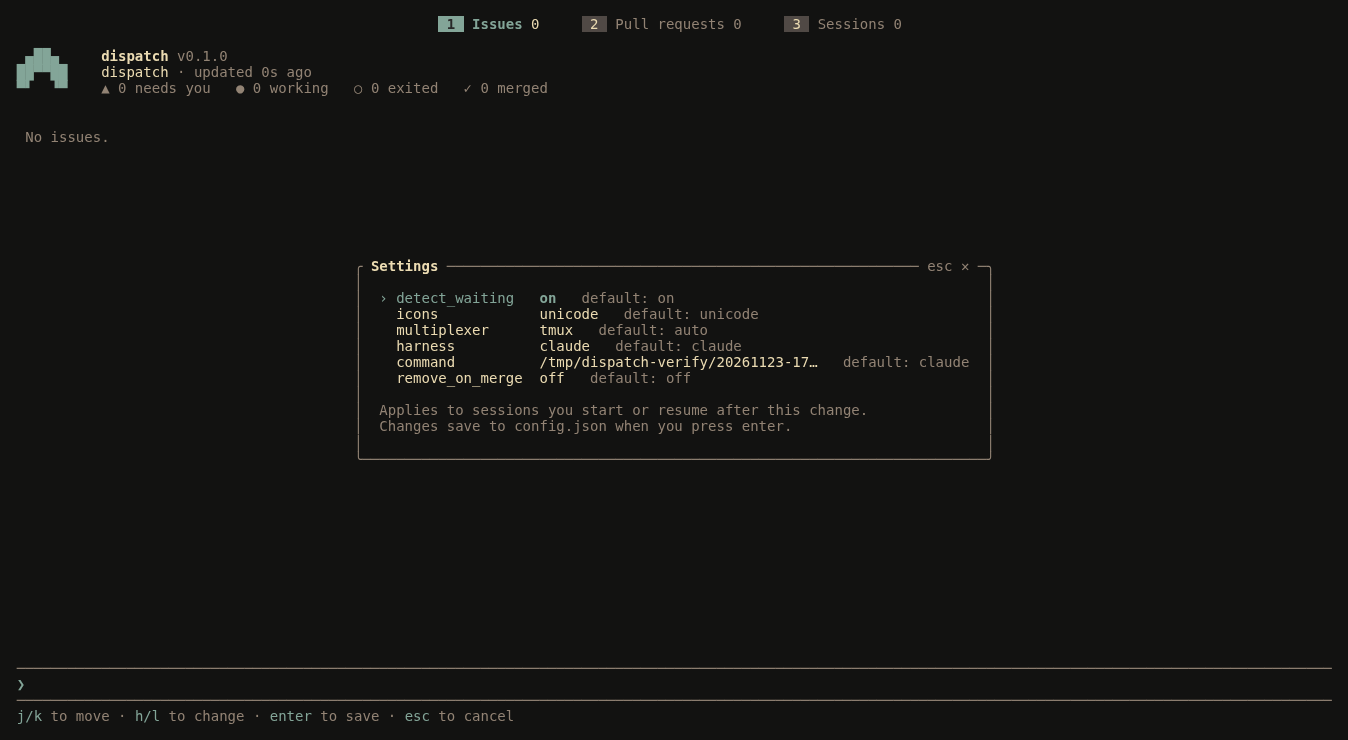 1 Issues 0 2 Pull requests 0 3 Sessions 0
dispatch v0.1.0
dispatch · updated 0s ago
▲ 0 needs you ● 0 working ○ 0 exited ✓ 0 merged
No issues.
Settings esc ×
› detect_waiting on default: on
icons unicode default: unicode
multiplexer tmux default: auto
harness claude default: claude
command /tmp/dispatch-verify/20261123-17… default: claude
remove_on_merge off default: off
Applies to sessions you start or resume after this change.
Changes save to config.json when you press enter.
❯
j/k to move · h/l to change · enter to save · esc to cancel